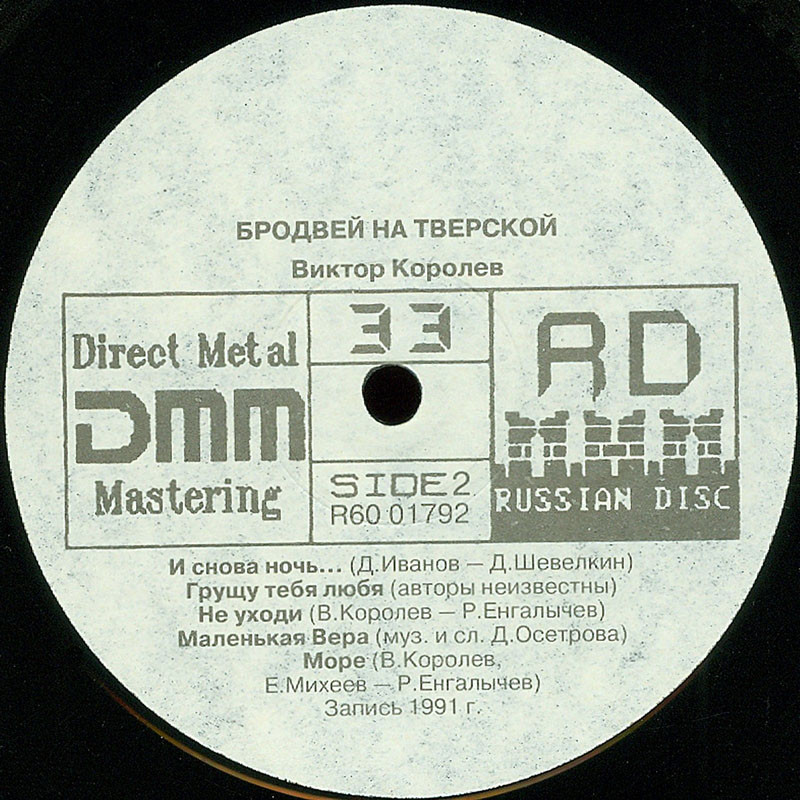 БРОДВЕЙ НА ТВЕРСКОЙ
Виктор Королев
Direct Metal
DMM
Mastering
33
SIDE 2
R60 01792
RD
RUSSIAN DISC
И снова ночь... (Д.Иванов — Д.Шевелкин)
Грущу тебя любя (авторы неизвестны)
Не уходи (В.Королев — Р.Енгалычев)
Маленькая Вера (муз. и сл. Д.Осетрова)
Море (В.Королев,
Е.Михеев — Р.Енгалычев)
Запись 1991 г.